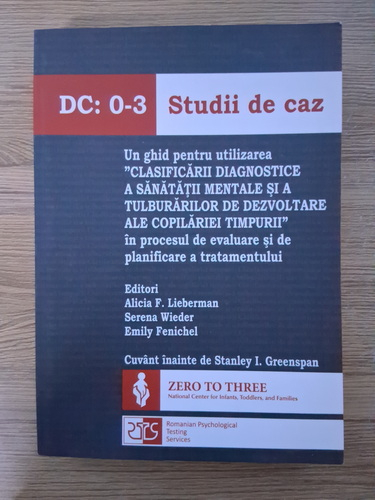 DC: 0-3 Studii de caz
Un ghid pentru utilizarea
"CLASIFICĂRII DIAGNOSTICE
A SĂNĂTĂȚII MENTALE ȘI A
TULBURĂRILOR DE DEZVOLTARE
ALE COPILĂRIEI TIMPURII"
în procesul de evaluare și de
planificare a tratamentului
Editori
Alicia F. Lieberman
Serena Wieder
Emily Fenichel
Cuvânt înainte de Stanley I. Greenspan
ZERO TO THREE
National Center for Infants, Toddlers, and Families
Romanian Psychological
Testing
Services